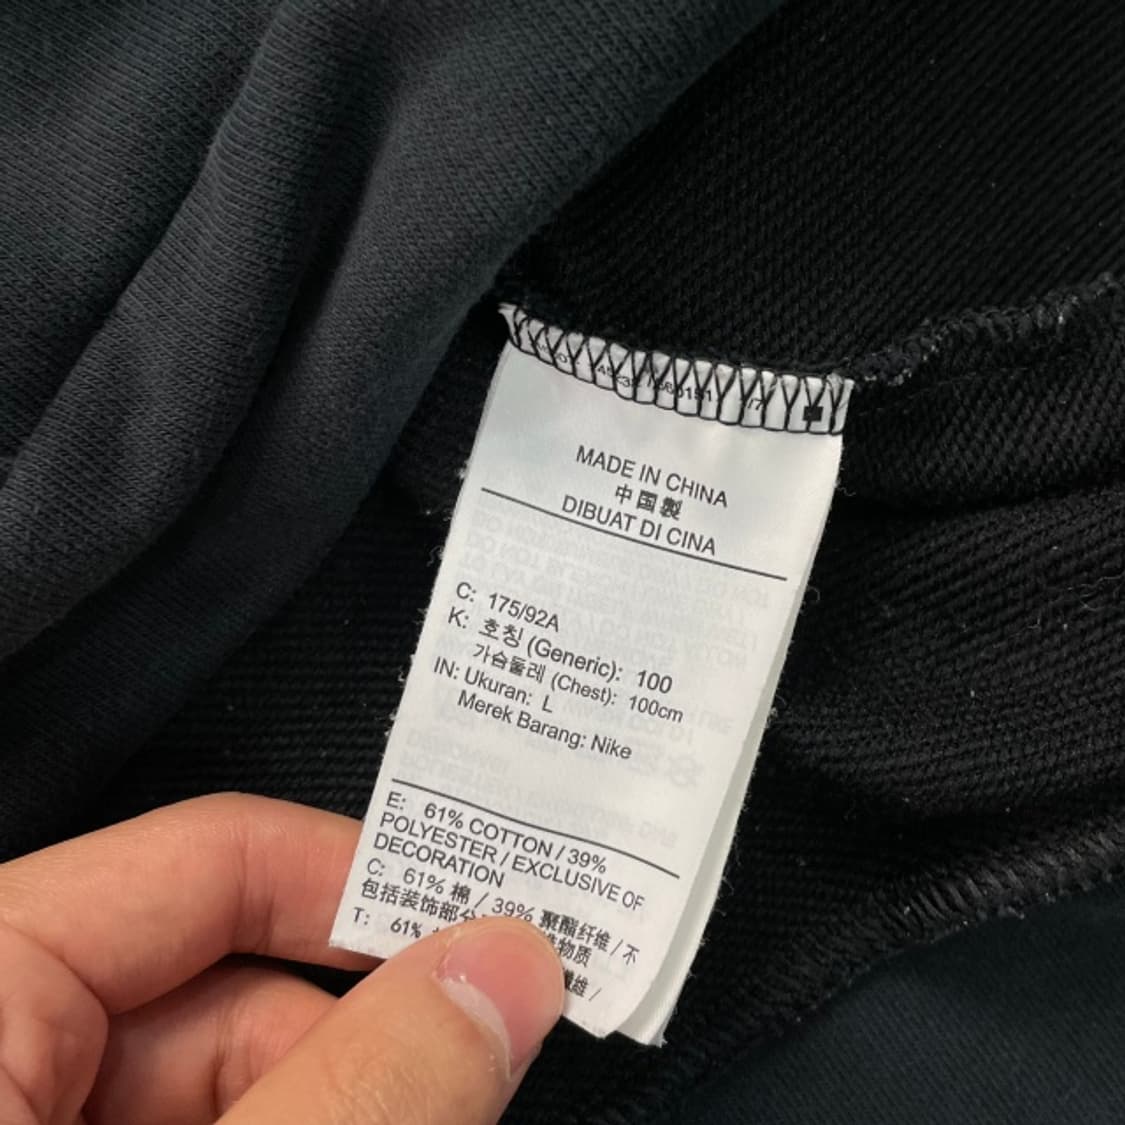 MADE IN CHINA
中国製
DIBUAT DI CINA
C: 175/92A
K: 호칭 (Generic): 100
가슴둘레 (Chest): 100cm
IN: Ukuran: L
Merek Barang: Nike
E: 61% COTTON / 39%
POLYESTER / EXCLUSIVE OF
DECORATION
C: 61% 棉 / 39% 聚酯纤维 / 不
包括装饰部分 物质
T: 61%